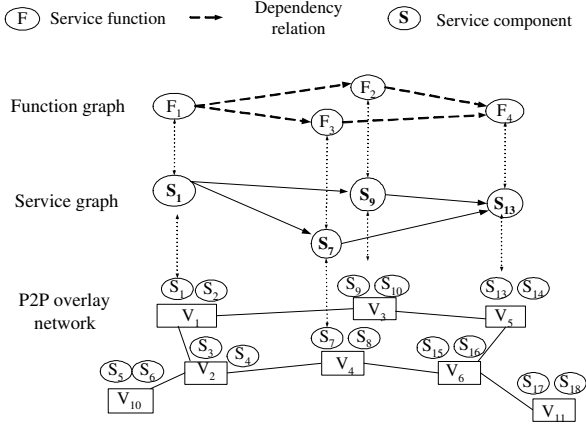 F Service function Dependency relation S Service component
Function graph F1 F2 F3 F4
Service graph S1 S9 S7 S13
P2P overlay network
S1 S2 S9 S10 S13 S14
V1 V3 V5
S3 S4 S7 S8 S15 S16
V2 V4 V6
S5 S6 S17 S18
V10 V11